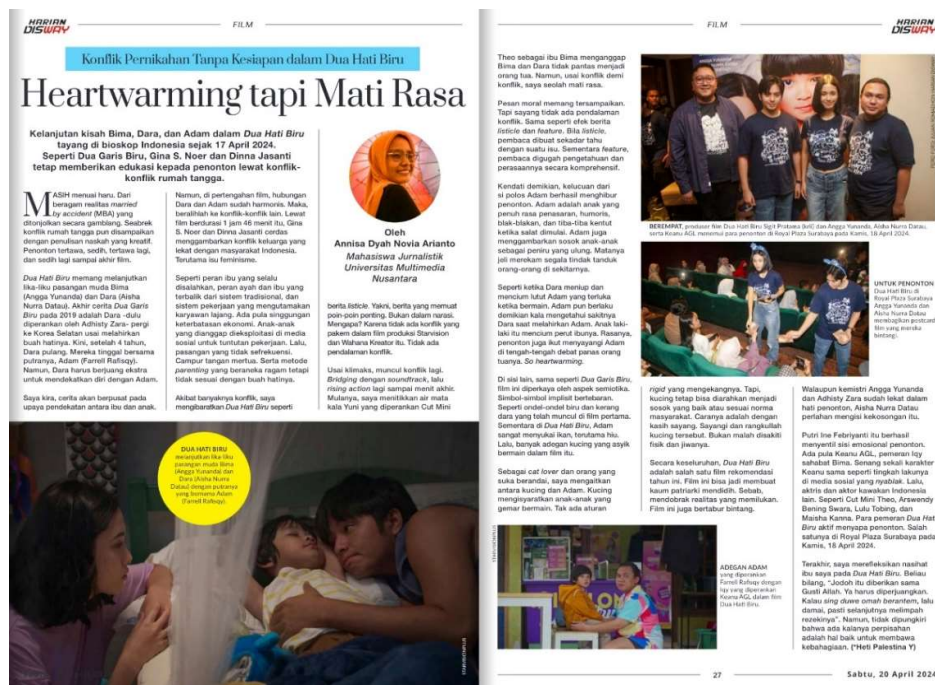 HARIAN
DISWAY
FILM
Konflik Pernikahan Tanpa Kesiapan dalam Dua Hati Biru
Heartwarming tapi Mati Rasa
Kelanjutan kisah Bima, Dara, dan Adam dalam Dua Hati Biru
tayang di bioskop Indonesia sejak 17 April 2024.
Seperti Dua Garis Biru, Gina S. Noer dan Dinna Jasanti
tetap memberikan edukasi kepada penonton lewat konflik-
konflik rumah tangga.
MASIH menuai haru. Dari
beragam realitas married
by accident (MBA) yang
ditonjolkan secara gamblang. Seabrek
konflik rumah tangga pun disampaikan
dengan penulisan naskah yang kreatif.
Penonton tertawa, sedih, tertawa lagi,
dan sedih lagi sampai akhir film.
Dua Hati Biru memang melanjutkan
lika-liku pasangan muda Bima
(Angga Yunanda) dan Dara (Aisha
Nurra Datau). Akhir cerita Dua Garis
Biru pada 2019 adalah Dara -dulu
diperankan oleh Adhisty Zara- pergi
ke Korea Selatan usai melahirkan
buah hatinya. Kini, setelah 4 tahun,
Dara pulang. Mereka tinggal bersama
putranya, Adam (Farrell Rafisqy).
Namun, Dara harus berjuang ekstra
untuk mendekatkan diri dengan Adam.
Saya kira, cerita akan berpusat pada
upaya pendekatan antara ibu dan anak.
Namun, di pertengahan film, hubungan
Dara dan Adam sudah harmonis. Maka,
beralihlah ke konflik-konflik lain. Lewat
film berdurasi 1 jam 46 menit itu, Gina
S. Noer dan Dinna Jasanti cerdas
menggambarkan konflik keluarga yang
lekat dengan masyarakat Indonesia.
Terutama isu feminisme.
Seperti peran ibu yang selalu
disalahkan, peran ayah dan ibu yang
terbalik dari sistem tradisional, dan
sistem pekerjaan yang mengutamakan
karyawan lajang. Ada pula singgungan
keterbatasan ekonomi. Anak-anak
yang dianggap dieksploitasi di media
sosial untuk tuntutan pekerjaan. Lalu,
pasangan yang tidak sefrekuensi.
Campur tangan mertua. Serta metode
parenting yang beraneka ragam tetapi
tidak sesuai dengan buah hatinya.
Akibat banyaknya konflik, saya
mengibaratkan Dua Hati Biru seperti
Oleh
Annisa Dyah Novia Arianto
Mahasiswa Jurnalistik
Universitas Multimedia
Nusantara
berita listicle. Yakni, berita yang memuat
poin-poin penting. Bukan dalam narasi.
Mengapa? Karena tidak ada konflik yang
pakem dalam film produksi Starvision
dan Wahana Kreator itu. Tidak ada
pendalaman konflik.
Usai klimaks, muncul konflik lagi.
Bridging dengan soundtrack, lalu
rising action lagi sampai menit akhir.
Mulanya, saya menitikkan air mata
kala Yuni yang diperankan Cut Mini
DUA HATI BIRU
melanjutkan lika-liku
pasangan muda Bima
(Angga Yunanda) dan
Dara (Aisha Nurra
Datau) dengan putranya
yang bernama Adam
(Farrell Rafisqy)
FILM
HARIAN
DISWAY
Theo sebagai ibu Bima menganggap
Bima dan Dara tidak pantas menjadi
orang tua. Namun, usai konflik demi
konflik, saya seolah mati rasa.
Pesan moral memang tersampaikan.
Tapi sayang tidak ada pendalaman
konflik. Sama seperti efek berita
listicle dan feature. Bila listicle,
pembaca dibuat sekadar tahu
dengan suatu isu. Sementara feature,
pembaca digugah pengetahuan dan
perasaannya secara komprehensif.
Kendati demikian, kelucuan dari
si polos Adam berhasil menghibur
penonton. Adam adalah anak yang
penuh rasa penasaran, humoris,
blak-blakan, dan tiba-tiba kentut
ketika salat dimulai. Adam juga
menggambarkan sosok anak-anak
sebagai peniru yang ulung. Matanya
jeli merekam segala tindak tanduk
orang-orang di sekitarnya.
Seperti ketika Dara meniup dan
mencium lutut Adam yang terluka
ketika bermain. Adam pun berlaku
demikian kala mengetahui sakitnya
Dara saat melahirkan Adam. Anak laki-
laki itu mencium perut ibunya. Rasanya,
penonton juga ikut menyayangi Adam
di tengah-tengah debat panas orang
tuanya. So heartwarming.
Di sisi lain, sama seperti Dua Garis Biru,
film ini diperkaya oleh aspek semiotika.
Simbol-simbol implisit bertebaran.
Seperti ondel-ondel biru dan kerang
dara yang telah muncul di film pertama.
Sementara di Dua Hati Biru, Adam
sangat menyukai ikan, terutama hiu.
Lalu, banyak adegan kucing yang asyik
bermain dalam film itu.
Sebagai cat lover dan orang yang
suka berandai, saya mengaitkan
antara kucing dan Adam. Kucing
mengisyaratkan anak-anak yang
gemar bermain. Tak ada aturan
BEREMPAT, produser film Dua Hati Biru Sigit Pratama (kiri) dan Angga Yunanda, Aisha Nurra Datau,
serta Keanu AGL menemui para penonton di Royal Plaza Surabaya pada Kamis, 18 April 2024.
UNTUK PENONTON
Dua Hati Biru di
Royal Plaza Surabaya
Angga Yunanda dan
Aisha Nurra Datau
membagikan postcard
film yang mereka
bintangi.
rigid yang mengekangnya. Tapi,
kucing tetap bisa diarahkan menjadi
sosok yang baik atau sesuai norma
masyarakat. Caranya adalah dengan
kasih sayang. Sayangi dan rangkullah
kucing tersebut. Bukan malah disakiti
fisik dan jiwanya.
Secara keseluruhan, Dua Hati Biru
adalah salah satu film rekomendasi
tahun ini. Film ini bisa jadi membuat
kaum patriarki mendidih. Sebab,
mendobrak realitas yang memilukan.
Film ini juga bertabur bintang.
ADEGAN ADAM
yang diperankan
Farrell Rafisqy dengan
Iqy yang diperankan
Keana AGL dalam film
Dua Hati Biru.
Walaupun kemistri Angga Yunanda
dan Adhisty Zara sudah lekat dalam
hati penonton, Aisha Nurra Datau
perlahan mengisi kekosongan itu.
Putri Ine Febriyanti itu berhasil
menyentil sisi emosional penonton.
Ada pula Keanu AGL, pemeran Iqy
sahabat Bima. Senang sekali karakter
Keanu sama seperti tingkah lakunya
di media sosial yang nyablak. Lalu,
aktris dan aktor kawakan Indonesia
lain. Seperti Cut Mini Theo, Arswendy
Bening Swara, Lulu Tobing, dan
Maisha Kanna. Para pemeran Dua Hati
Biru aktif menyapa penonton. Salah
satunya di Royal Plaza Surabaya pada
Kamis, 18 April 2024.
Terakhir, saya merefleksikan nasihat
ibu saya pada Dua Hati Biru. Beliau
bilang, "Jodoh itu diberikan sama
Gusti Allah. Ya harus diperjuangkan.
Kalau sing duwe omah berantem, lalu
damai, pasti selanjutnya melimpah
rezekinya". Namun, tidak dipungkiri
bahwa ada kalanya perpisahan
adalah hal baik untuk membawa
kebahagiaan. (*Heti Palestina Y)
27
Sabtu, 20 April 2024